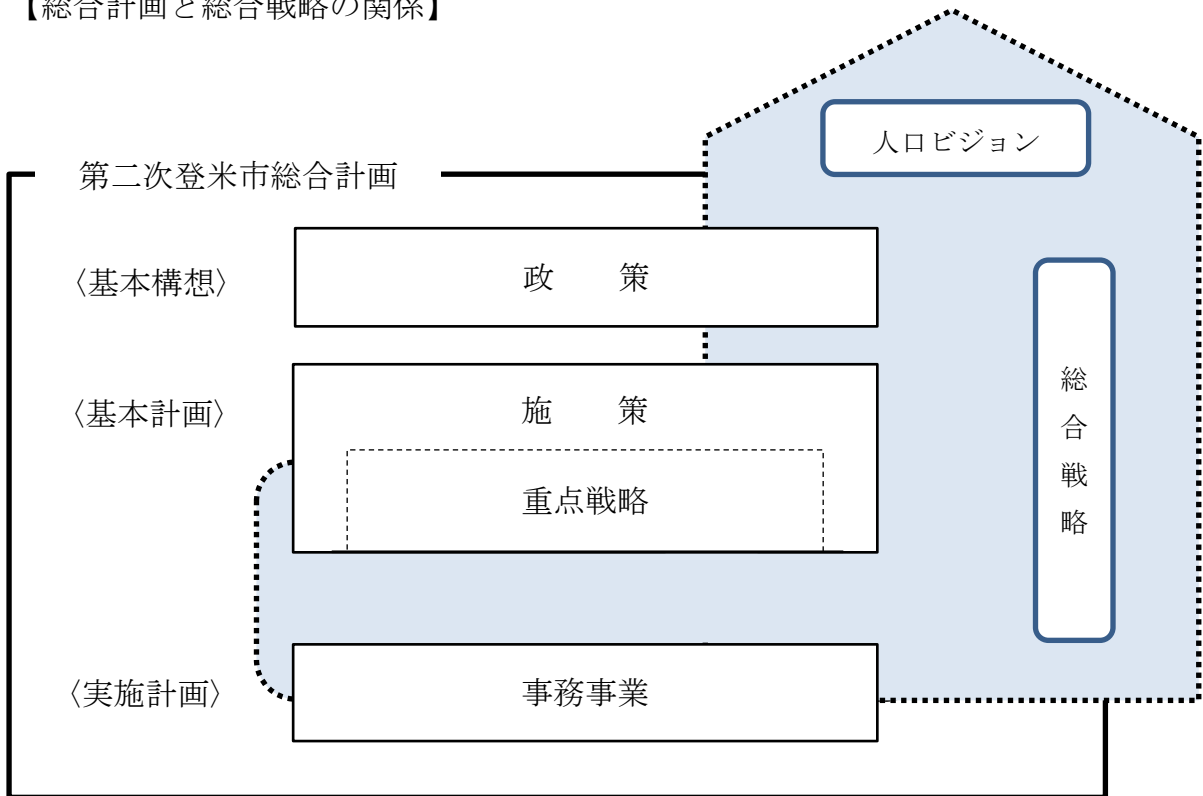 【総合計画と総合戦略の関係】
人口ビジョン
第二次登米市総合計画
〈基本構想〉
政　　策
〈基本計画〉
施　　策
重点戦略
総合戦略
〈実施計画〉
事務事業